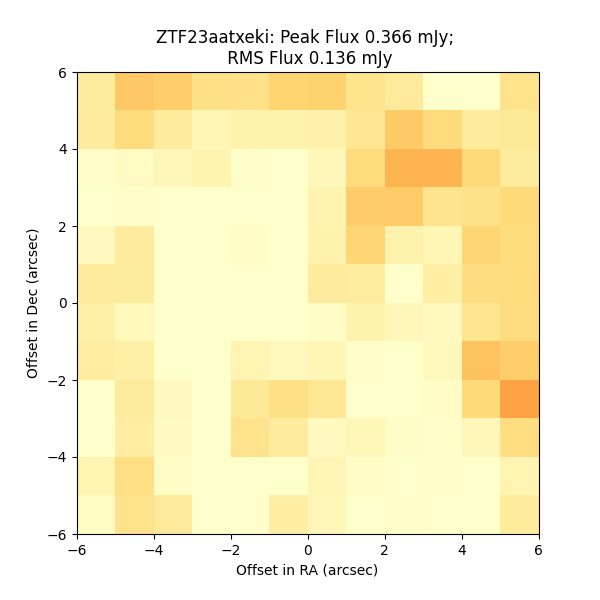 ZTF23aatxeki: Peak Flux 0.366 mJy;
RMS Flux 0.136 mJy
6
4
2
0
−2
−4
−6
Offset in Dec (arcsec)
−6 −4 −2 0 2 4 6
Offset in RA (arcsec)